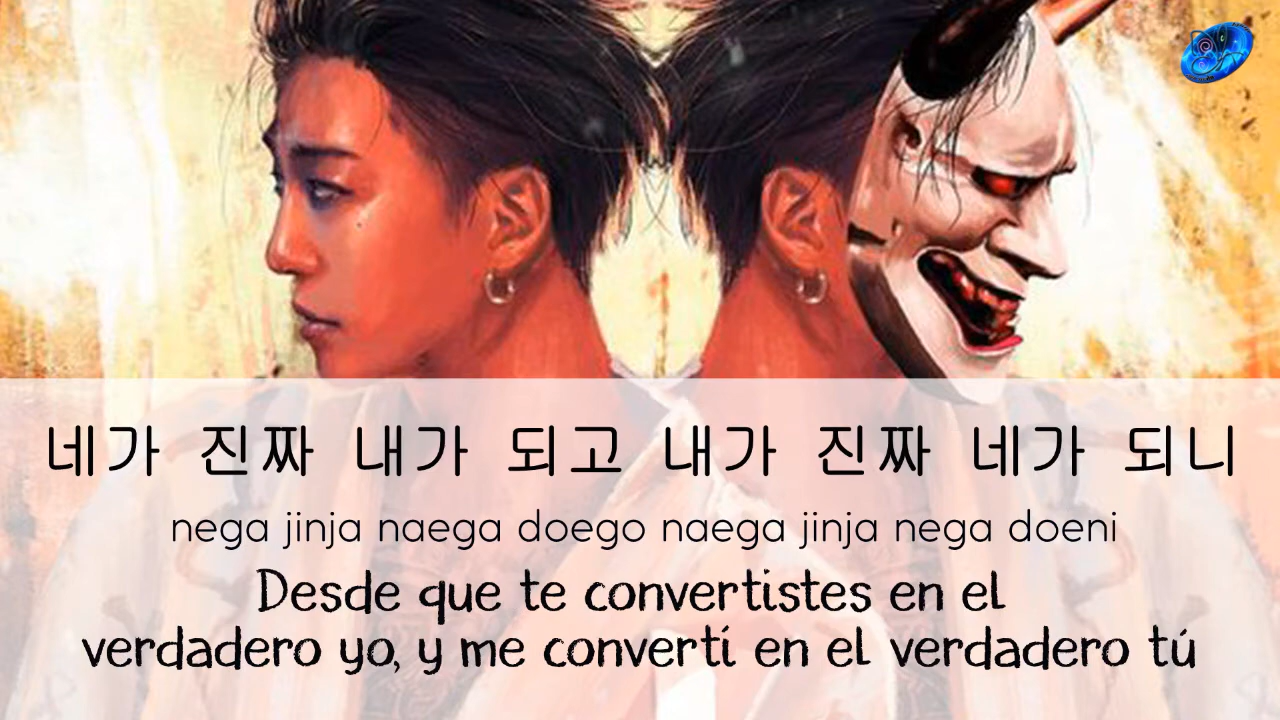 네가 진짜 내가 되고 내가 진짜 네가 되니
nega jinja naega doego naega jinja nega doeni
Desde que te convertistes en el
verdadero yo, y me convertí en el verdadero tú